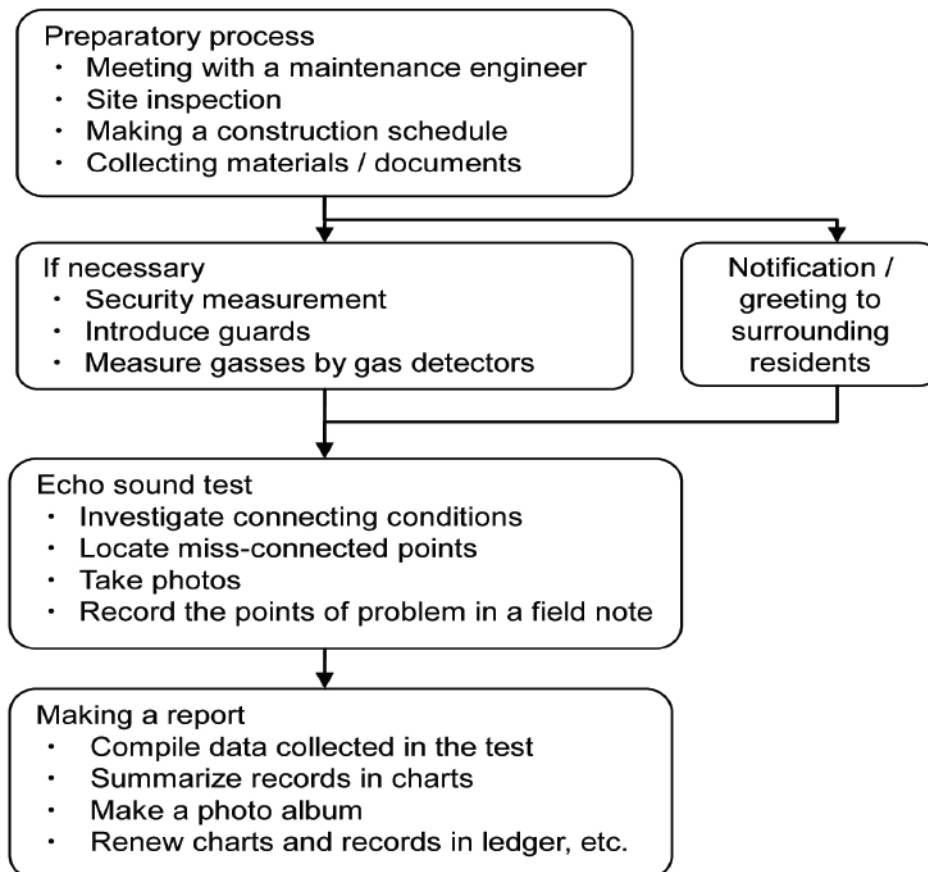 Preparatory process
・ Meeting with a maintenance engineer
・ Site inspection
・ Making a construction schedule
・ Collecting materials / documents
If necessary
・ Security measurement
・ Introduce guards
・ Measure gasses by gas detectors
Notification /
greeting to
surrounding
residents
Echo sound test
・ Investigate connecting conditions
・ Locate miss-connected points
・ Take photos
・ Record the points of problem in a field note
Making a report
・ Compile data collected in the test
・ Summarize records in charts
・ Make a photo album
・ Renew charts and records in ledger, etc.